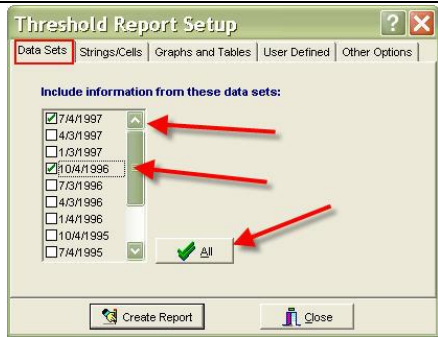 Threshold Report Setup
Data Sets Strings/Cells Graphs and Tables User Defined Other Options
Include information from these data sets:
7/4/1997
4/3/1997
1/3/1997
10/4/1996
7/3/1996
4/3/1996
1/4/1996
10/4/1995
7/4/1995
All
Create Report Close